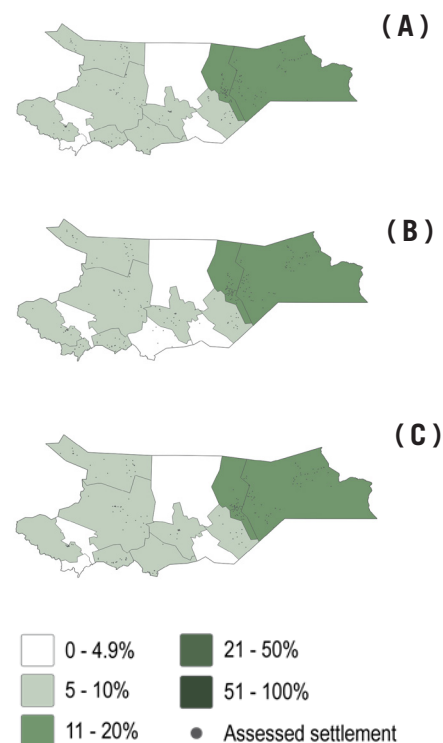 (A)
(B)
(C)
0 - 4.9%
21 - 50%
5 - 10%
51 - 100%
11 - 20%
Assessed settlement